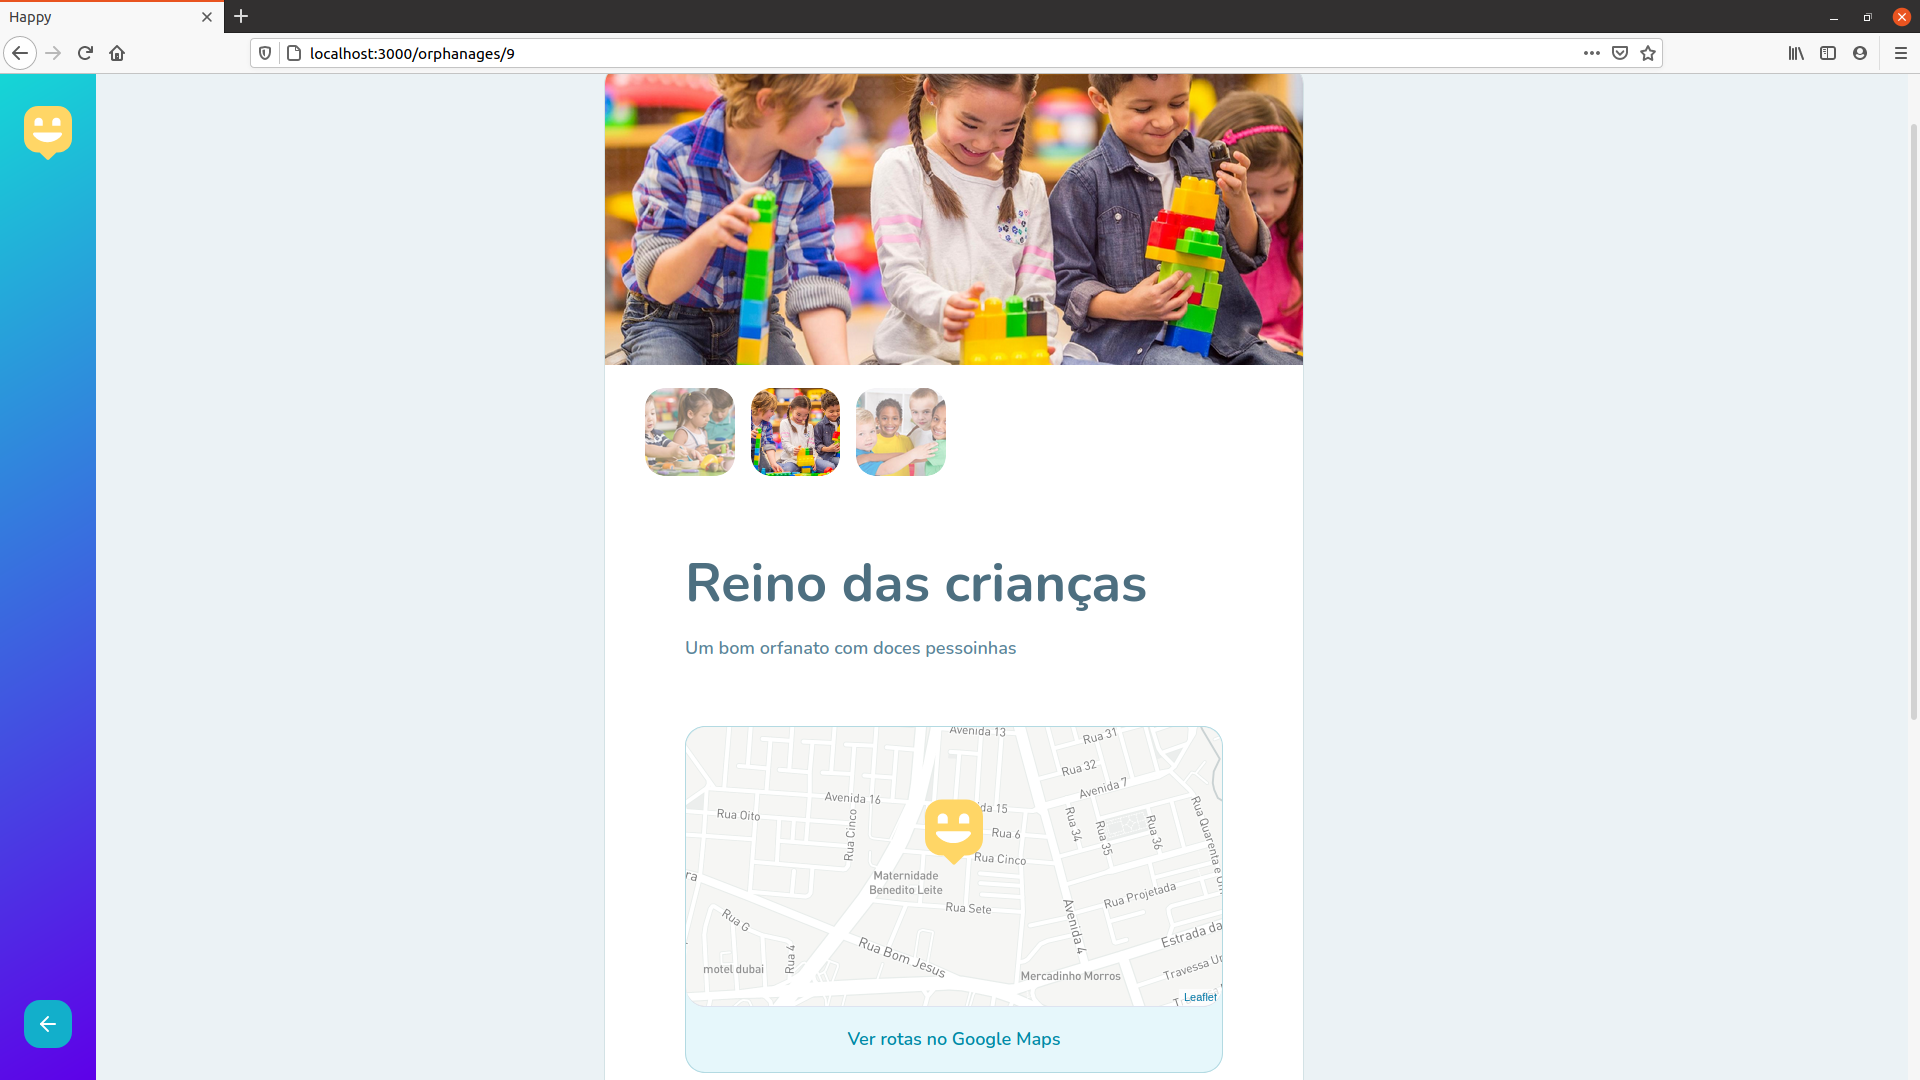 Happy
localhost:3000/orphanages/9
Reino das crianças
Um bom orfanato com doces pessoinhas
Avenida 13
Rua 31
Rua 32
Avenida 7
Avenida 16
Rua Oito
Rua Cinco
da 15
Rua 6
Rua Cinco
Rua 34
Rua 35
Rua 36
Rua Quarenta e
Maternidade
Benedito Leite
ra
Rua Sete
Rua Projetada
Rua G
Avenida 4
Estrada da
Rua 4
Rua Bom Jesus
motel dubai
Mercadinho Morros
Travessa
Leaflet
Ver rotas no Google Maps